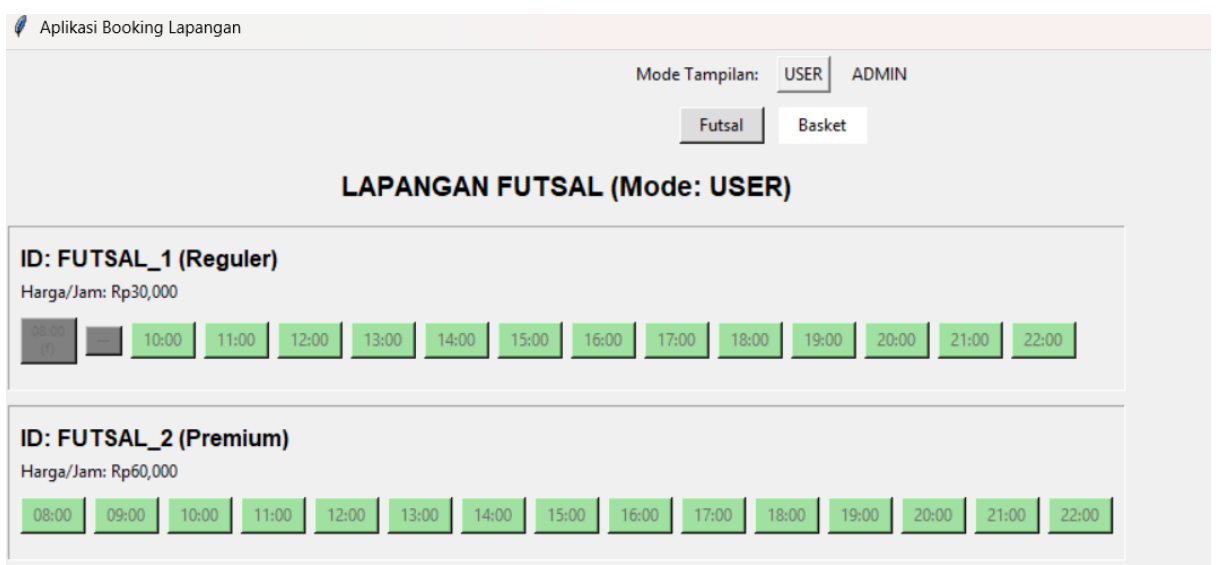 Aplikasi Booking Lapangan
Mode Tampilan: USER ADMIN
Futsal Basket
LAPANGAN FUTSAL (Mode: USER)
ID: FUTSAL_1 (Reguler)
Harga/Jam: Rp30,000
08:00
(f)
--- 10:00 11:00 12:00 13:00 14:00 15:00 16:00 17:00 18:00 19:00 20:00 21:00 22:00
ID: FUTSAL_2 (Premium)
Harga/Jam: Rp60,000
08:00 09:00 10:00 11:00 12:00 13:00 14:00 15:00 16:00 17:00 18:00 19:00 20:00 21:00 22:00